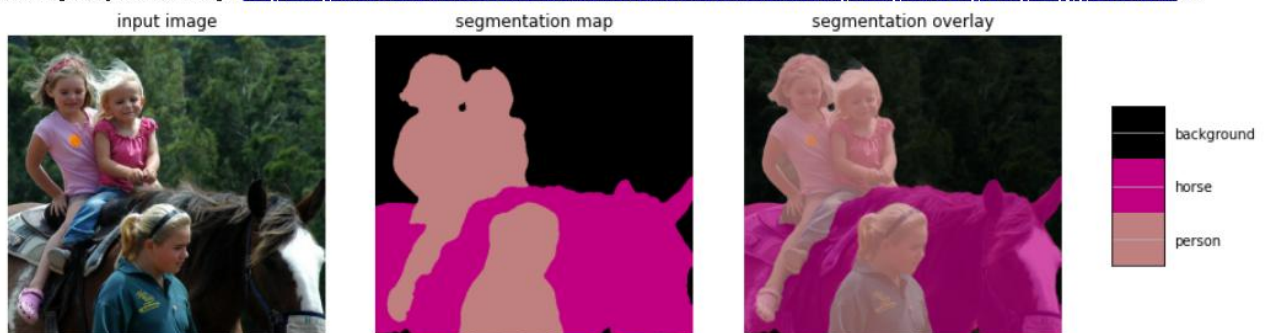 input image
segmentation map
segmentation overlay
background
horse
person